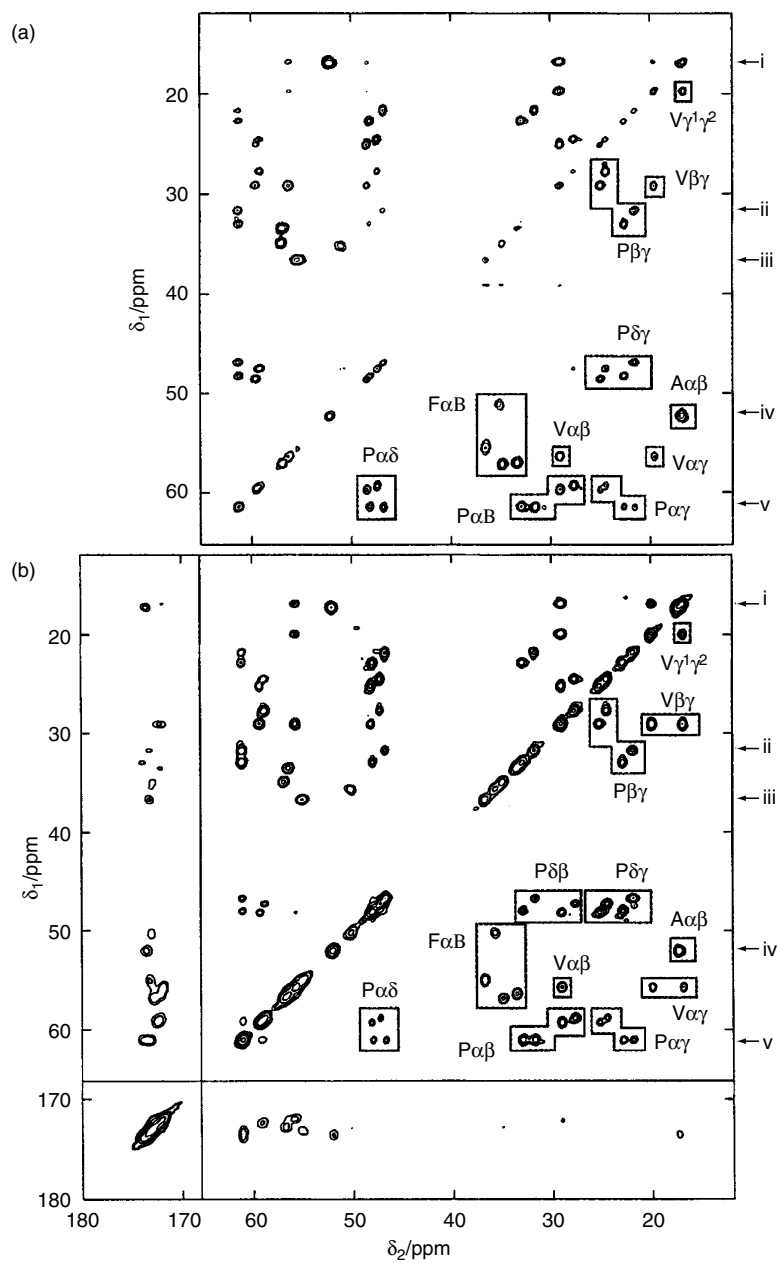 (a)
i
20
Vγ¹γ²
Vβγ
30
ii
Pβγ
iii
δ₁/ppm
40
Pδγ
50
FαB
Aαβ
iv
Vαβ
Vαγ
60
Pαδ
PαB
Pαγ
v
(b)
i
20
Vγ¹γ²
Vβγ
30
ii
Pβγ
iii
δ₁/ppm
40
Pδβ
Pδγ
50
FαB
Aαβ
iv
Vαβ
Vαγ
60
Pαδ
Pαβ
Pαγ
v
170
180
180 170 60 50 40 30 20
δ₂/ppm